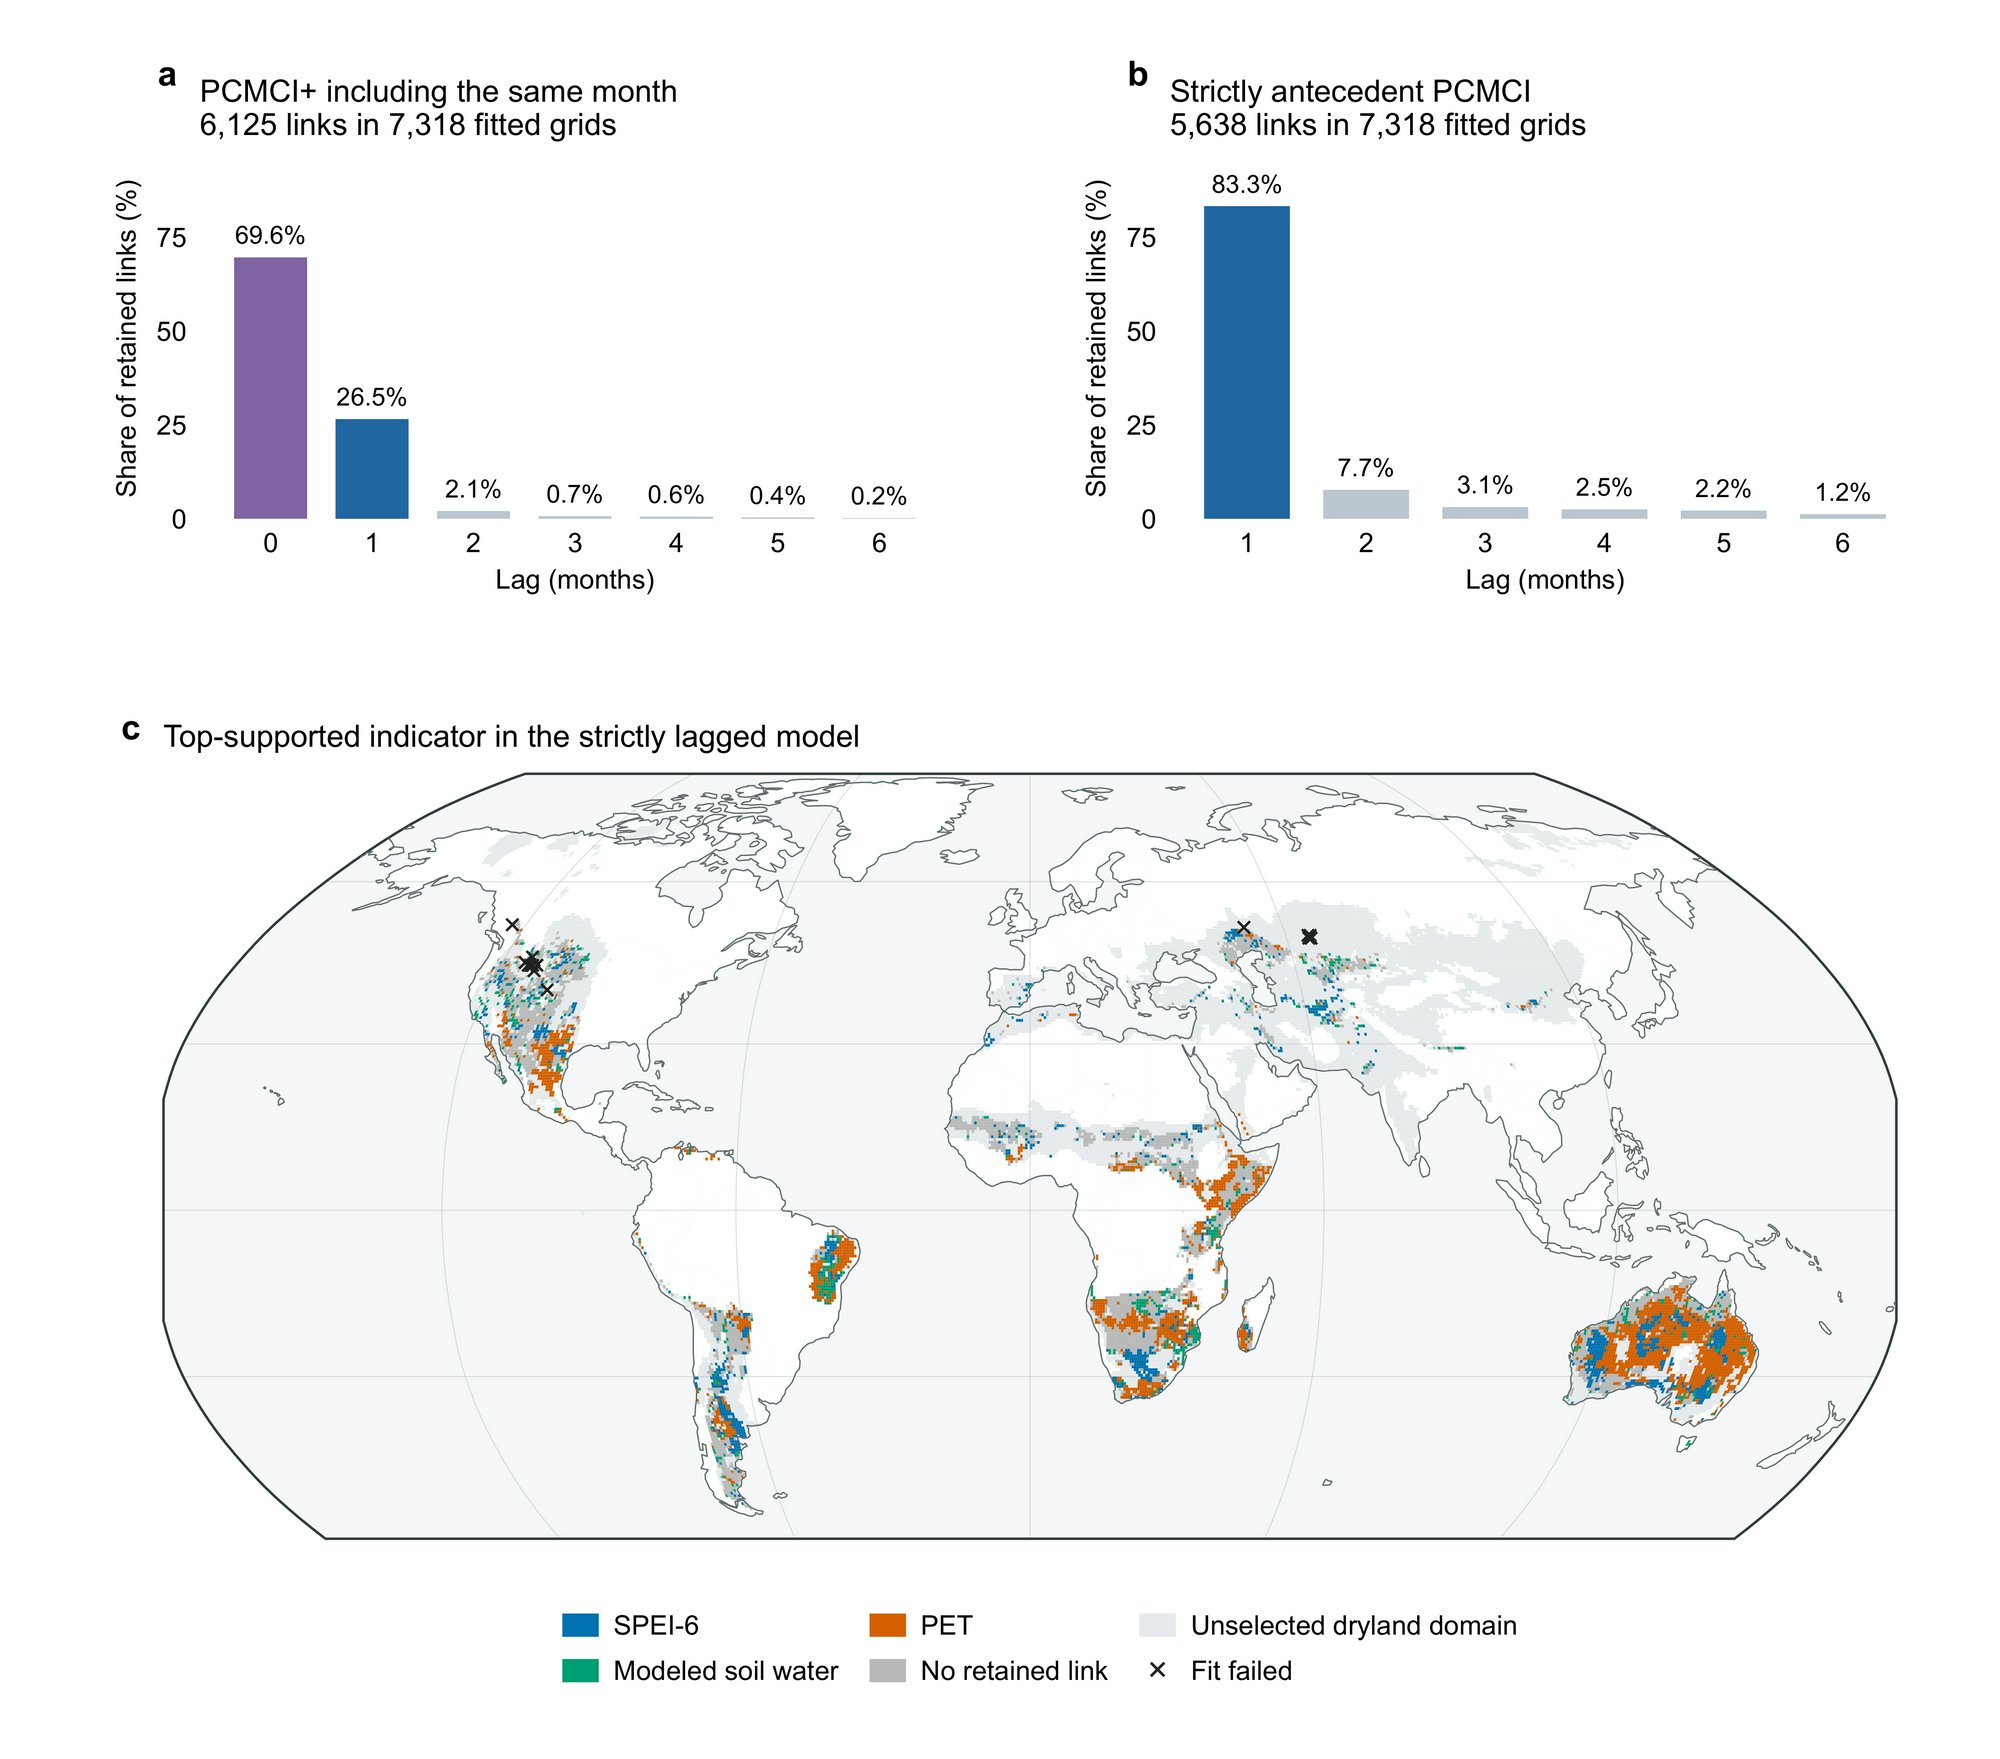 a
PCMCI+ including the same month
6,125 links in 7,318 fitted grids
Share of retained links (%)
75
50
25
0
69.6%
26.5%
2.1%
0.7%
0.6%
0.4%
0.2%
0 1 2 3 4 5 6
Lag (months)
b
Strictly antecedent PCMCI
5,638 links in 7,318 fitted grids
Share of retained links (%)
75
50
25
0
83.3%
7.7%
3.1%
2.5%
2.2%
1.2%
1 2 3 4 5 6
Lag (months)
c
Top-supported indicator in the strictly lagged model
SPEI-6
PET
Unselected dryland domain
Modeled soil water
No retained link
Fit failed